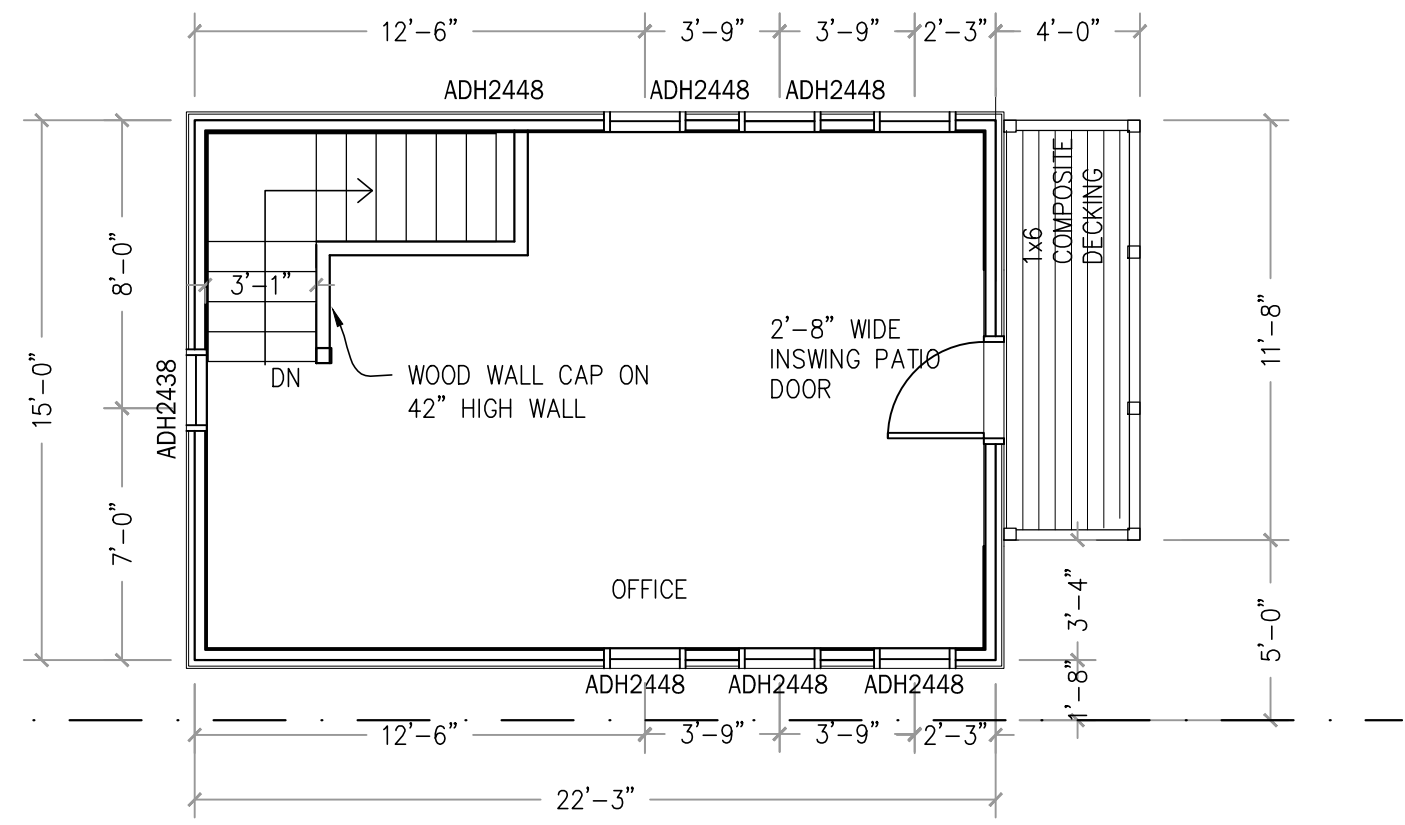 12'-6" 3'-9" 3'-9" 2'-3" 4'-0"
ADH2448 ADH2448 ADH2448
1x6
COMPOSITE
DECKING
8'-0"
3'-1"
11'-8"
2'-8" WIDE
INSWING PATIO
DOOR
15'-0"
ADH2438
DN
WOOD WALL CAP ON
42" HIGH WALL
7'-0"
OFFICE
3'-4"
5'-0"
1'-8"
ADH2448 ADH2448 ADH2448
12'-6" 3'-9" 3'-9" 2'-3"
22'-3"